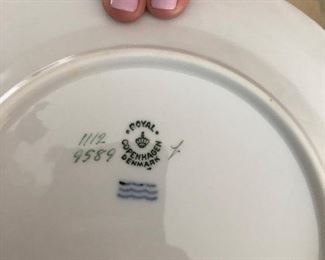 ROYAL
COPENHAGEN
DENMARK
1112
9589